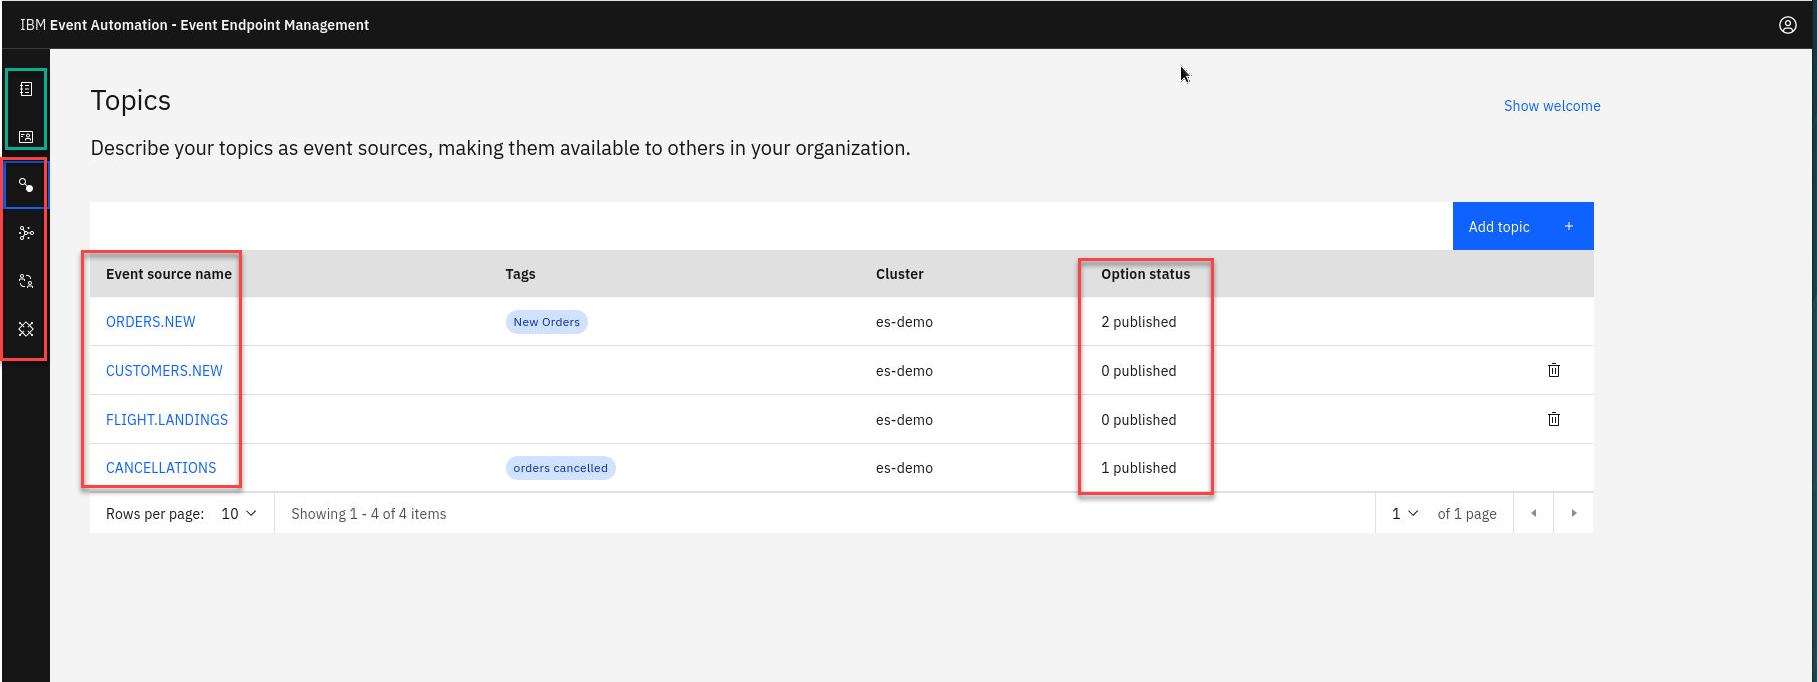 IBM Event Automation - Event Endpoint Management
Topics
Show welcome
Describe your topics as event sources, making them available to others in your organization.
Add topic +
Event source name Tags Cluster Option status
ORDERS.NEW New Orders es-demo 2 published
CUSTOMERS.NEW es-demo 0 published
FLIGHT.LANDINGS es-demo 0 published
CANCELLATIONS orders cancelled es-demo 1 published
Rows per page: 10 Showing 1 - 4 of 4 items 1 of 1 page